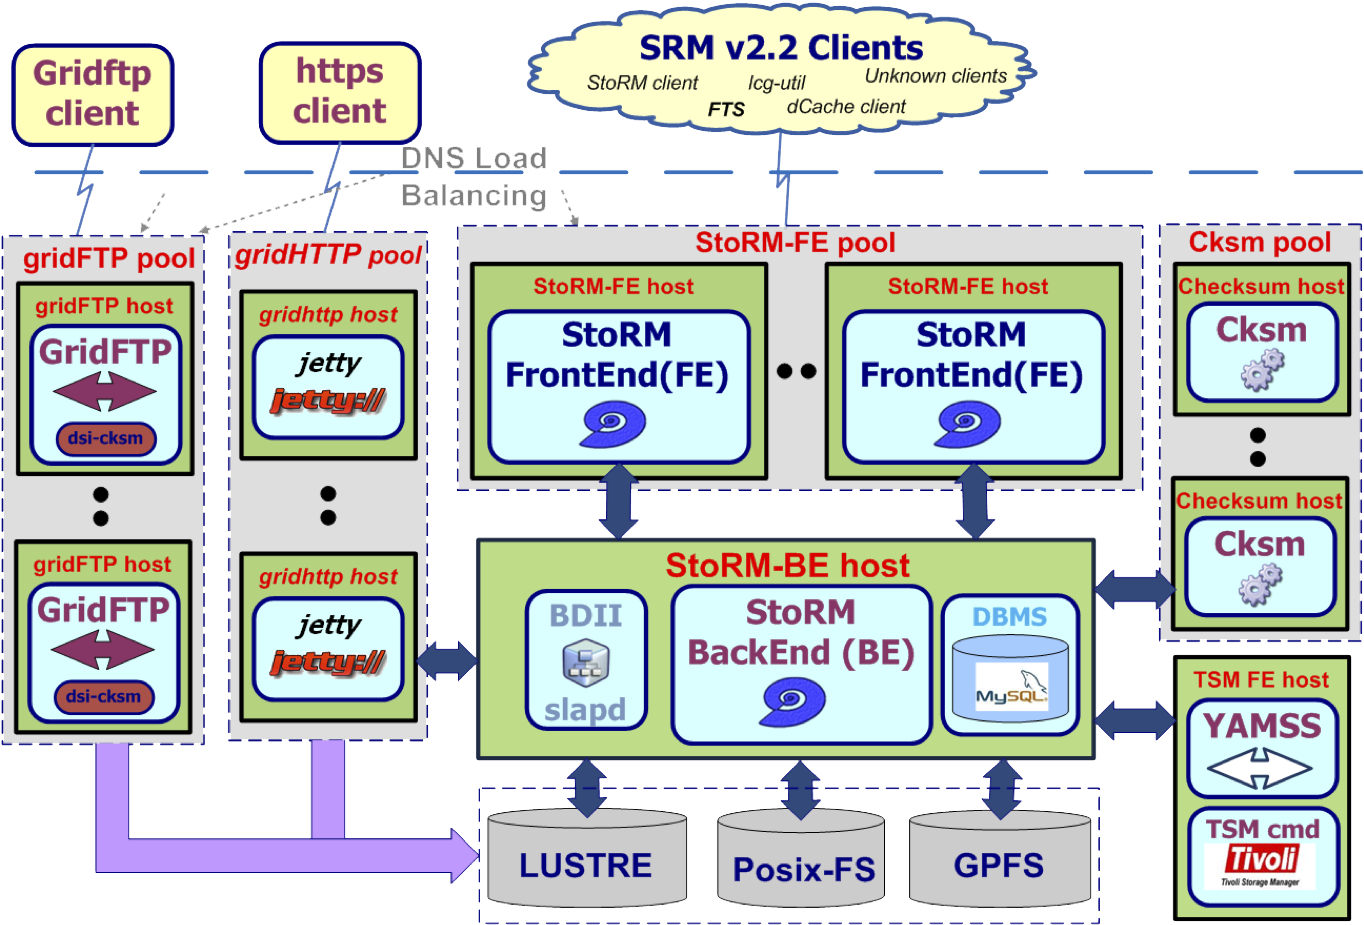 Gridftp
client
https
client
SRM v2.2 Clients
StoRM client
lcg-util
Unknown clients
FTS
dCache client
DNS Load
Balancing
gridFTP pool
gridFTP host
GridFTP
dsi-cksm
gridFTP host
GridFTP
dsi-cksm
gridHTTP pool
gridhttp host
jetty
jetty://
gridhttp host
jetty
jetty://
StoRM-FE pool
StoRM-FE host
StoRM
FrontEnd(FE)
StoRM-FE host
StoRM
FrontEnd(FE)
Cksm pool
Checksum host
Cksm
Checksum host
Cksm
StoRM-BE host
BDII
slapd
StoRM
BackEnd (BE)
DBMS
MySQL
TSM FE host
YAMSS
TSM cmd
Tivoli
Tivoli Storage Manager
LUSTRE
Posix-FS
GPFS